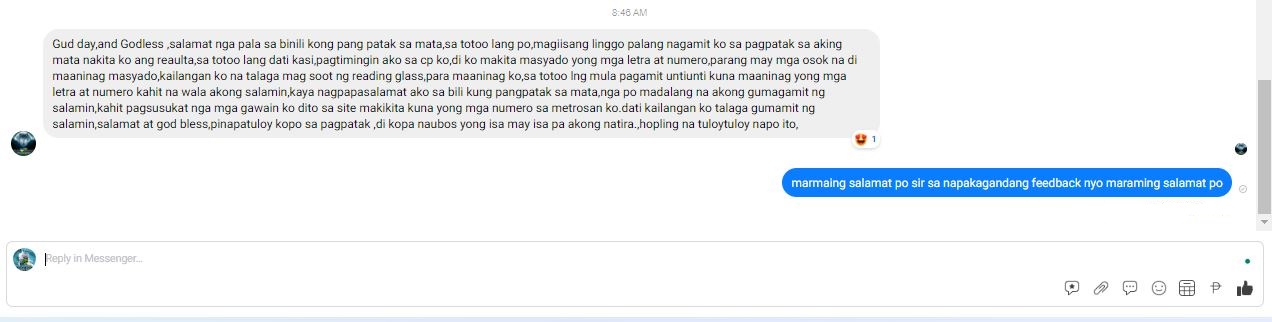 8:46 AM
Gud day,and Godless ,salamat nga pala sa binili kong pang patak sa mata,sa totoo lang po,magiisang linggo palang nagamit ko sa pagpatak sa aking
mata nakita ko ang reaulta,sa totoo lang dati kasi,pagtimingin ako sa cp ko,di ko makita masyado yong mga letra at numero,parang may mga osok na di
maaninag masyado,kailangan ko na talaga mag soot ng reading glass,para maaninag ko,sa totoo lng mula pagamit untiunti kuna maaninag yong mga
letra at numero kahit na wala akong salamin,kaya nagpapasalamat ako sa bili kung pangpatak sa mata,nga po madalang na akong gumagamit ng
salamin,kahit pagsusukat nga mga gawain ko dito sa site makikita kuna yong mga numero sa metrosan ko.dati kailangan ko talaga gumamit ng
salamin,salamat at god bless,pinapatuloy kopo sa pagpatak ,di kopa naubos yong isa may isa pa akong natira.,hopling na tuloytuloy napo ito,
1
marmaing salamat po sir sa napakagandang feedback nyo maraming salamat po
Reply in Messenger...